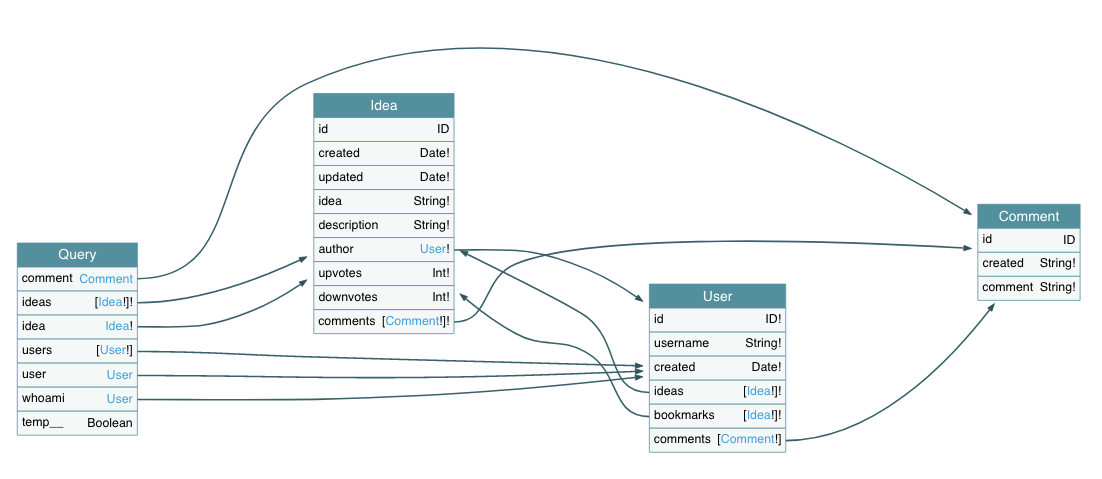 Query
comment Comment
ideas [Idea!]!
idea Idea!
users [User!]
user User
whoami User
temp__ Boolean
Idea
id ID
created Date!
updated Date!
idea String!
description String!
author User!
upvotes Int!
downvotes Int!
comments [Comment!]!
User
id ID!
username String!
created Date!
ideas [Idea!]!
bookmarks [Idea!]!
comments [Comment!]
Comment
id ID
created String!
comment String!